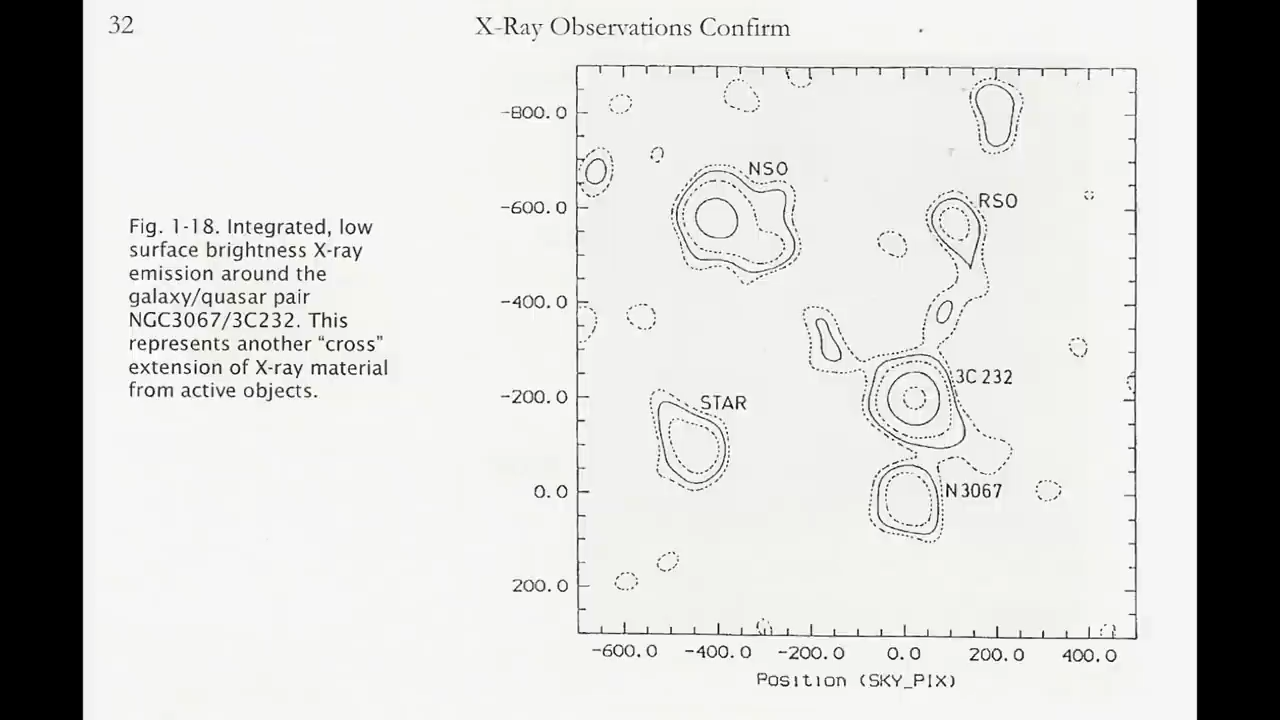 32
X-Ray Observations Confirm
Fig. 1-18. Integrated, low
surface brightness X-ray
emission around the
galaxy/quasar pair
NGC3067/3C232. This
represents another “cross”
extension of X-ray material
from active objects.
-800.0
-600.0
-400.0
-200.0
0.0
200.0
NSO
RSO
3C 232
STAR
N 3067
-600.0 -400.0 -200.0 0.0 200.0 400.0
Position (SKY_PIX)